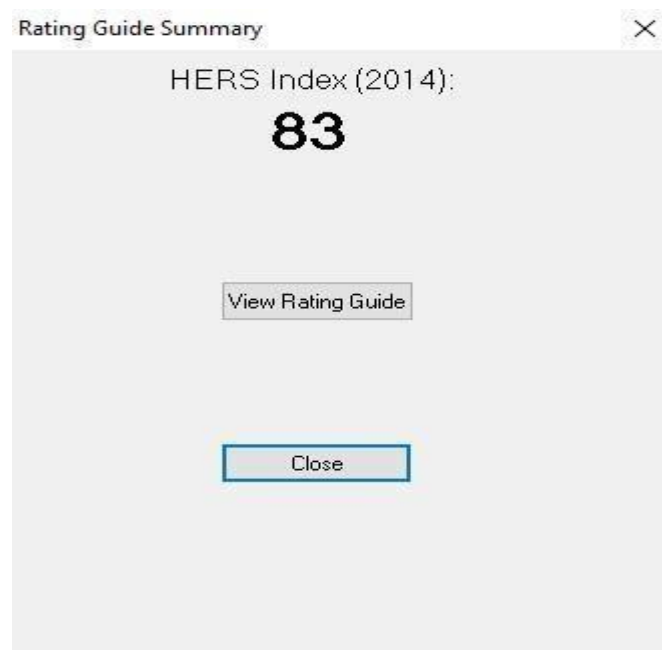 Rating Guide Summary
HERS Index (2014):
83
View Rating Guide
Close